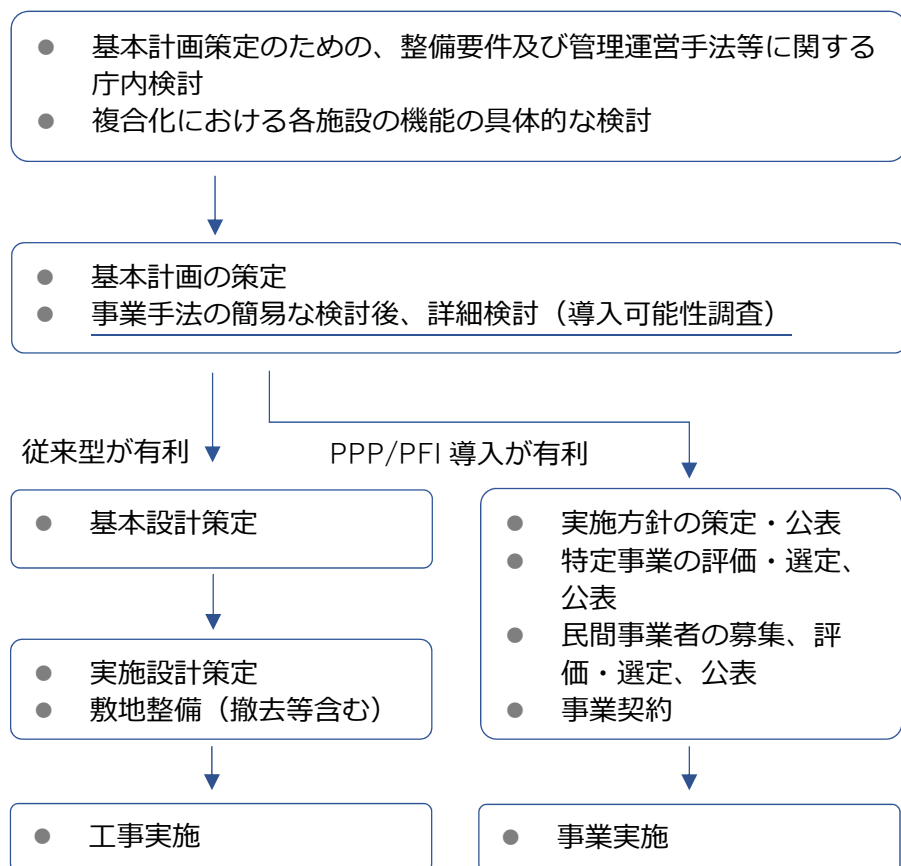 ● 基本計画策定のための、整備要件及び管理運営手法等に関する
庁内検討
● 複合化における各施設の機能の具体的な検討
● 基本計画の策定
● 事業手法の簡易な検討後、詳細検討（導入可能性調査）
従来型が有利
PPP/PFI 導入が有利
● 基本設計策定
● 実施設計策定
● 敷地整備（撤去等含む）
● 工事実施
● 実施方針の策定・公表
● 特定事業の評価・選定、
公表
● 民間事業者の募集、評
価・選定、公表
● 事業契約
● 事業実施